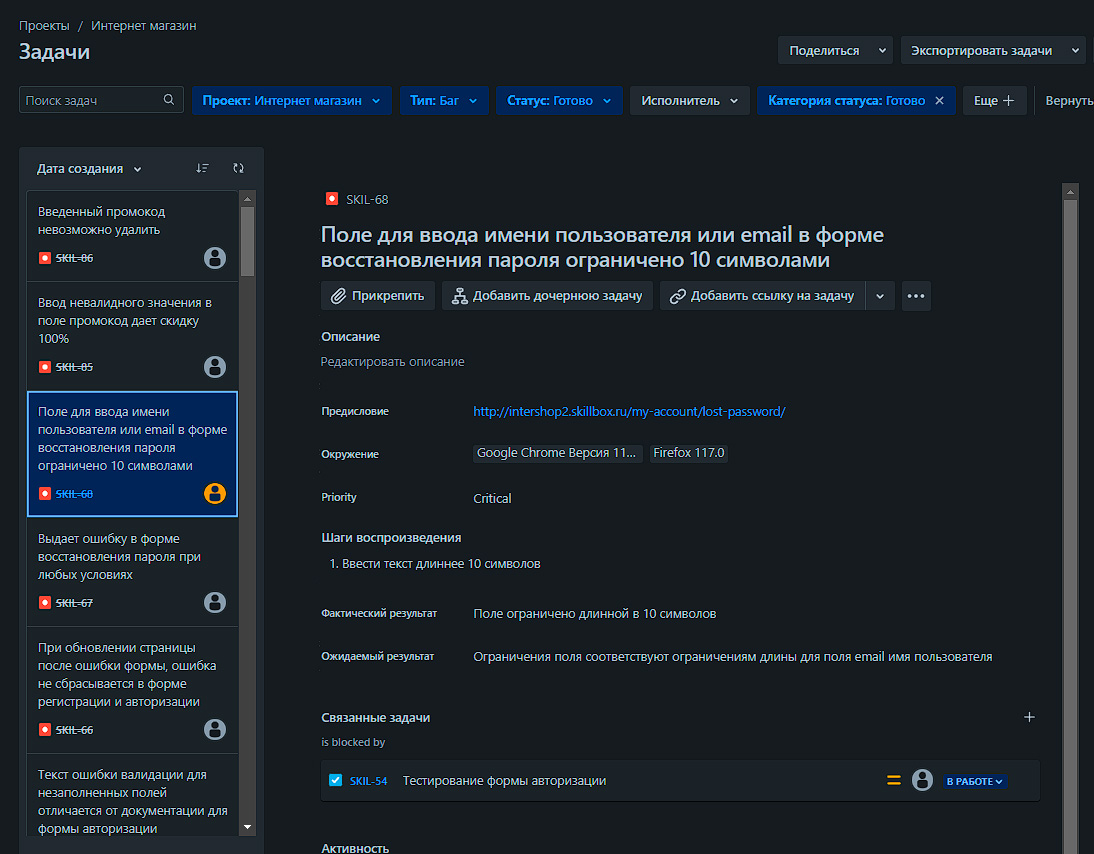 Проекты / Интернет магазин
Задачи
Поделиться
Экспортировать задачи
Поиск задач
Проект: Интернет магазин
Тип: Баг
Статус: Готово
Исполнитель
Категория статуса: Готово
Еще
Вернуть
Дата создания
Введенный промокод
невозможно удалить
SKIL-86
Ввод невалидного значения в
поле промокод дает скидку
100%
SKIL-85
Поле для ввода имени
пользователя или email в форме
восстановления пароля
ограничено 10 символами
SKIL-68
Выдает ошибку в форме
восстановления пароля при
любых условиях
SKIL-67
При обновлении страницы
после ошибки формы, ошибка
не сбрасывается в форме
регистрации и авторизации
SKIL-66
Текст ошибки валидации для
незаполненных полей
отличается от документации для
формы авторизации
SKIL-68
Поле для ввода имени пользователя или email в форме
восстановления пароля ограничено 10 символами
Прикрепить
Добавить дочернюю задачу
Добавить ссылку на задачу
Описание
Редактировать описание
Предисловие
http://intershop2.skillbox.ru/my-account/lost-password/
Окружение
Google Chrome Версия 11...
Firefox 117.0
Priority
Critical
Шаги воспроизведения
1. Ввести текст длиннее 10 символов
Фактический результат
Поле ограничено длинной в 10 символов
Ожидаемый результат
Ограничения поля соответствуют ограничениям длины для поля email имя пользователя
Связанные задачи
is blocked by
SKIL-54
Тестирование формы авторизации
В РАБОТЕ
Активность